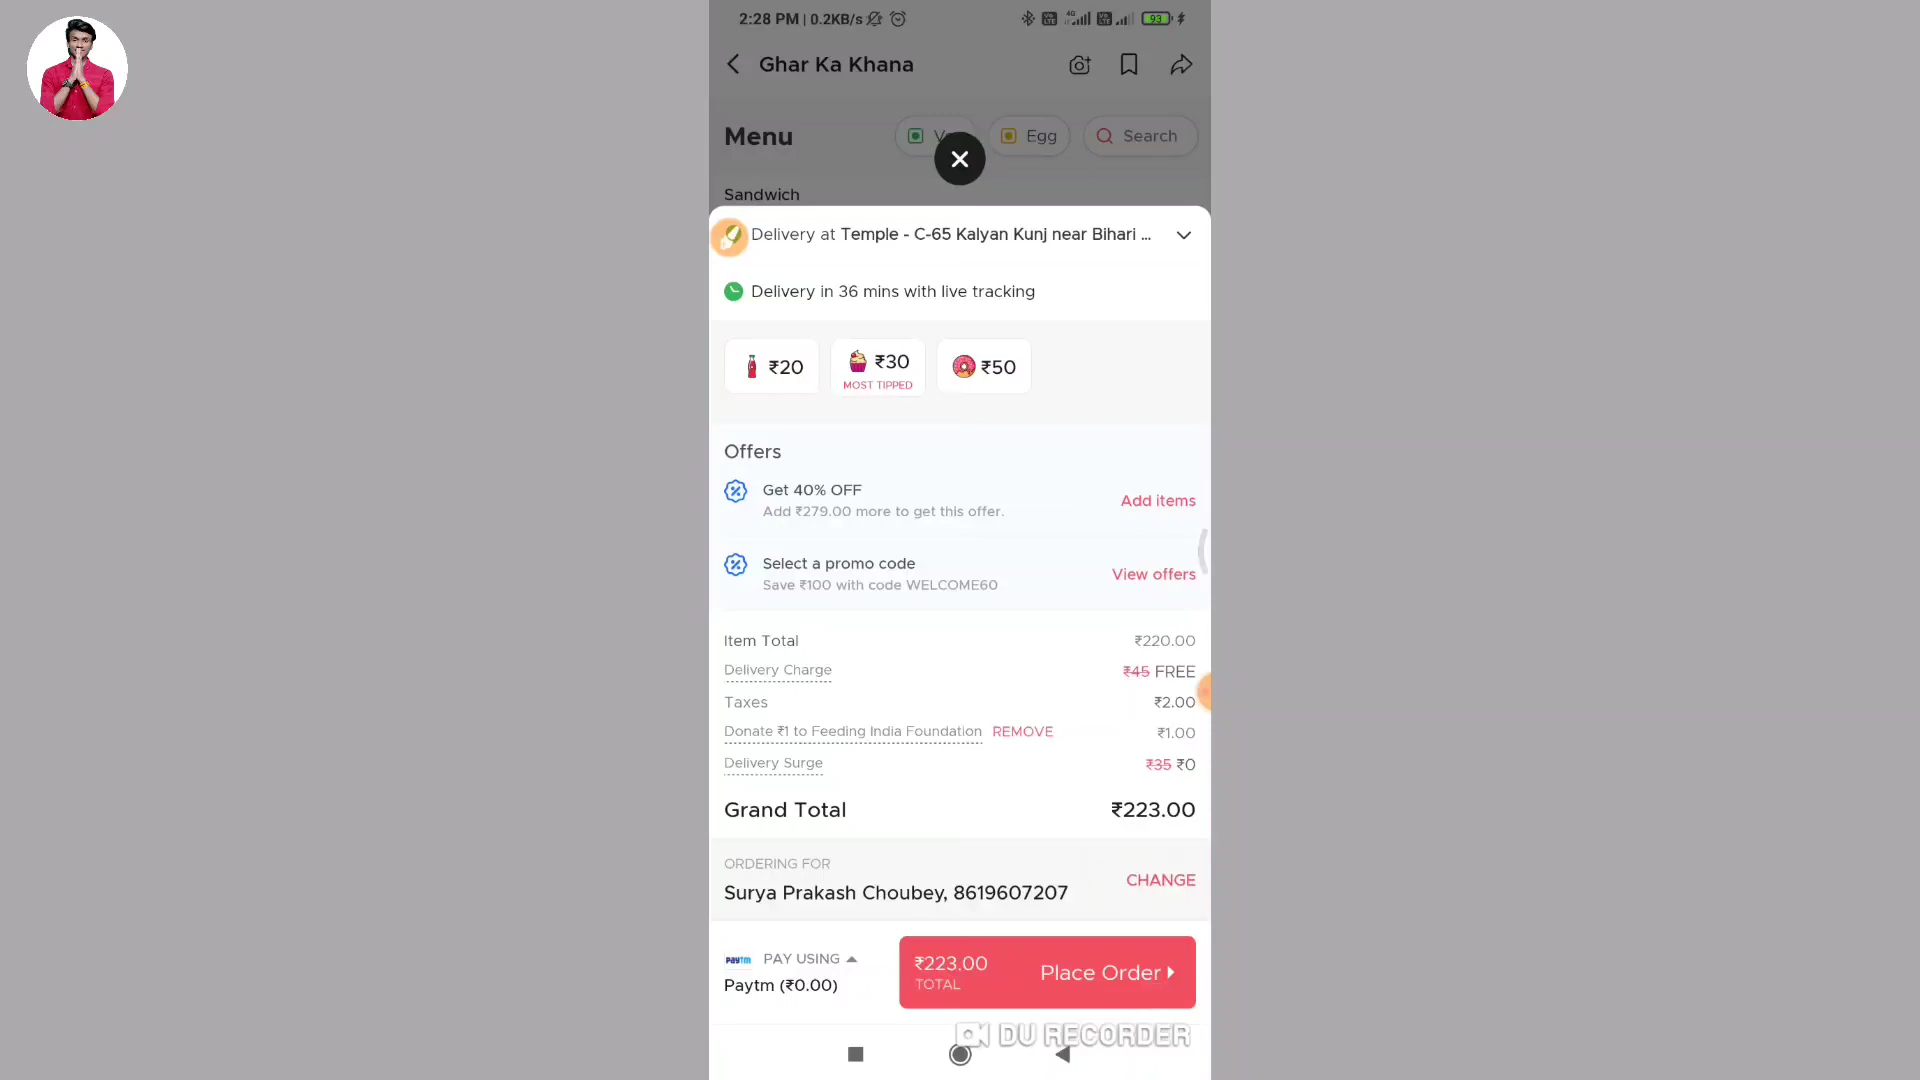 2:28 PM | 0.2KB/s
4G
93
Ghar Ka Khana
Menu
Egg
Search
Sandwich
Delivery at Temple - C-65 Kalyan Kunj near Bihari ...
Delivery in 36 mins with live tracking
₹20
₹30
₹50
MOST TIPPED
Offers
Get 40% OFF
Add ₹279.00 more to get this offer.
Add items
Select a promo code
Save ₹100 with code WELCOME60
View offers
Item Total ₹220.00
Delivery Charge ₹45 FREE
Taxes ₹2.00
Donate ₹1 to Feeding India Foundation REMOVE ₹1.00
Delivery Surge ₹35 ₹0
Grand Total ₹223.00
ORDERING FOR
Surya Prakash Choubey, 8619607207
CHANGE
Paytm PAY USING
Paytm (₹0.00)
₹223.00
TOTAL
Place Order
DU RECORDER